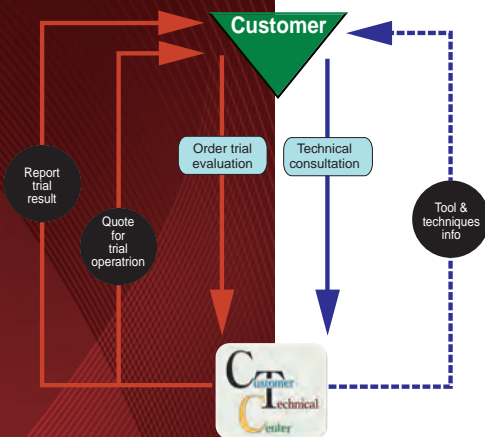 Customer
Order trial
evaluation
Technical
consultation
Report
trial
result
Quote
for
trial
operatrion
Tool &
techniques
info
Customer
Technical
Center